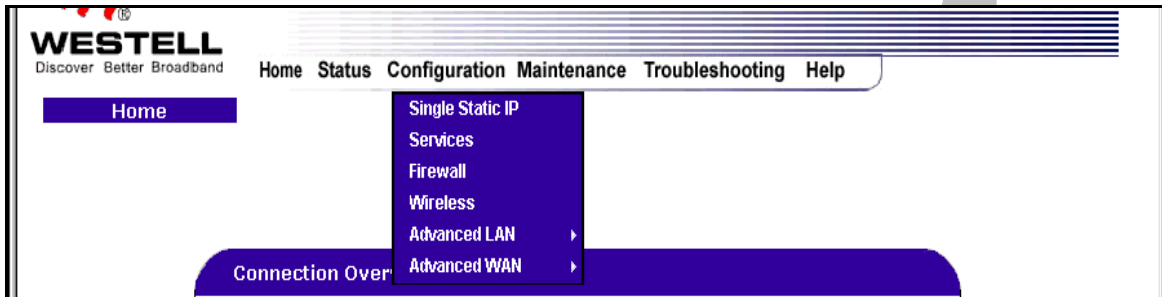 ®
WESTELL
Discover Better Broadband
Home Status Configuration Maintenance Troubleshooting Help
Home
Single Static IP
Services
Firewall
Wireless
Advanced LAN
Advanced WAN
Connection Over